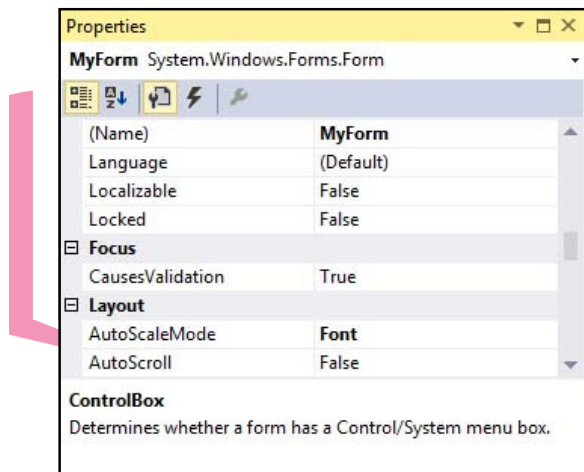 Properties
MyForm System.Windows.Forms.Form
(Name) MyForm
Language (Default)
Localizable False
Locked False
Focus
CausesValidation True
Layout
AutoScaleMode Font
AutoScroll False
ControlBox
Determines whether a form has a Control/System menu box.